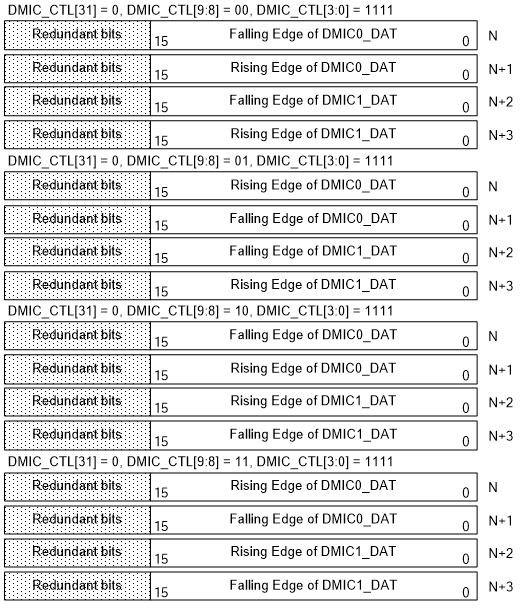 DMIC_CTL[31] = 0, DMIC_CTL[9:8] = 00, DMIC_CTL[3:0] = 1111
Redundant bits 15 Falling Edge of DMIC0_DAT 0 N
Redundant bits 15 Rising Edge of DMIC0_DAT 0 N+1
Redundant bits 15 Falling Edge of DMIC1_DAT 0 N+2
Redundant bits 15 Rising Edge of DMIC1_DAT 0 N+3
DMIC_CTL[31] = 0, DMIC_CTL[9:8] = 01, DMIC_CTL[3:0] = 1111
Redundant bits 15 Rising Edge of DMIC0_DAT 0 N
Redundant bits 15 Falling Edge of DMIC0_DAT 0 N+1
Redundant bits 15 Falling Edge of DMIC1_DAT 0 N+2
Redundant bits 15 Rising Edge of DMIC1_DAT 0 N+3
DMIC_CTL[31] = 0, DMIC_CTL[9:8] = 10, DMIC_CTL[3:0] = 1111
Redundant bits 15 Falling Edge of DMIC0_DAT 0 N
Redundant bits 15 Rising Edge of DMIC0_DAT 0 N+1
Redundant bits 15 Rising Edge of DMIC1_DAT 0 N+2
Redundant bits 15 Falling Edge of DMIC1_DAT 0 N+3
DMIC_CTL[31] = 0, DMIC_CTL[9:8] = 11, DMIC_CTL[3:0] = 1111
Redundant bits 15 Rising Edge of DMIC0_DAT 0 N
Redundant bits 15 Falling Edge of DMIC0_DAT 0 N+1
Redundant bits 15 Rising Edge of DMIC1_DAT 0 N+2
Redundant bits 15 Falling Edge of DMIC1_DAT 0 N+3